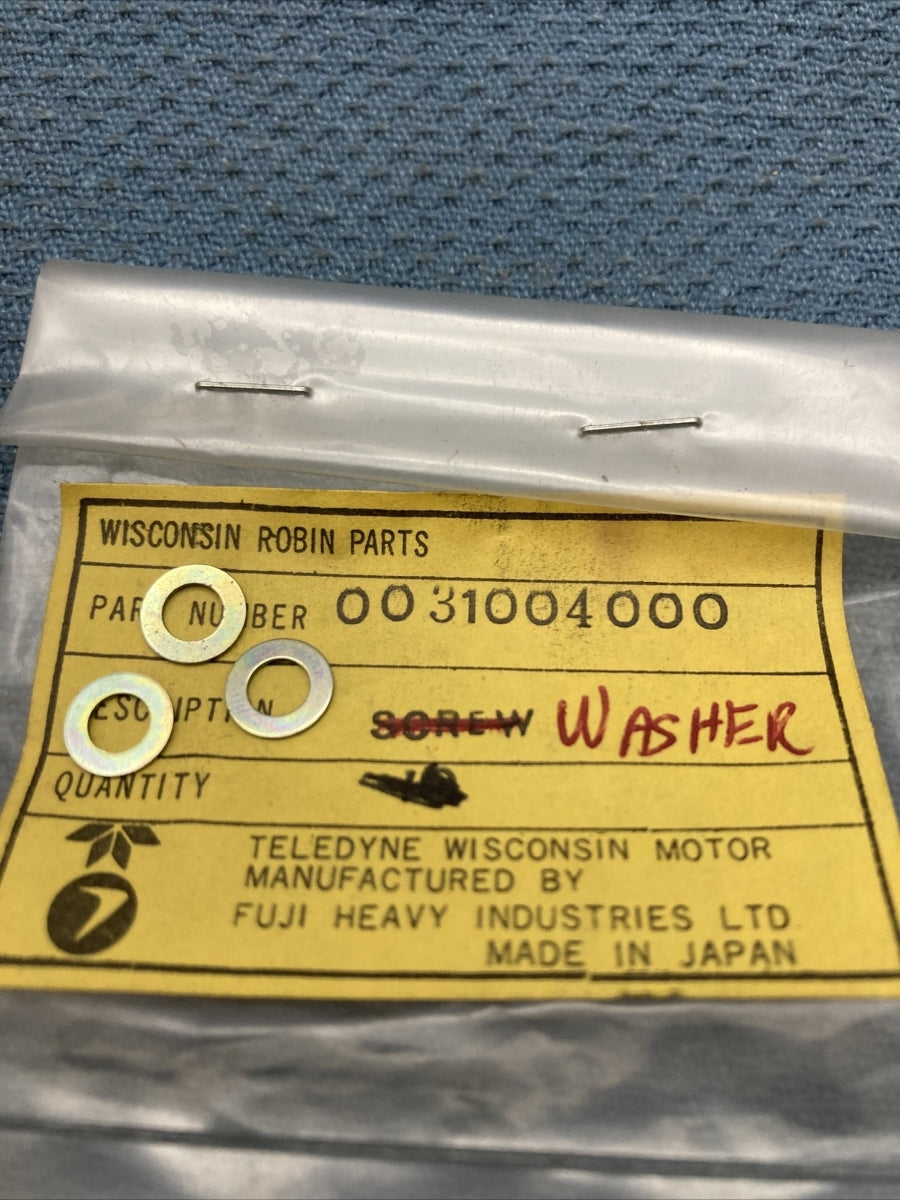 WISCONSIN ROBIN PARTS
PART NUMBER 0031004000
DESCRIPTION SCREW WASHER
QUANTITY
TELEDYNE WISCONSIN MOTOR
MANUFACTURED BY
FUJI HEAVY INDUSTRIES LTD
MADE IN JAPAN